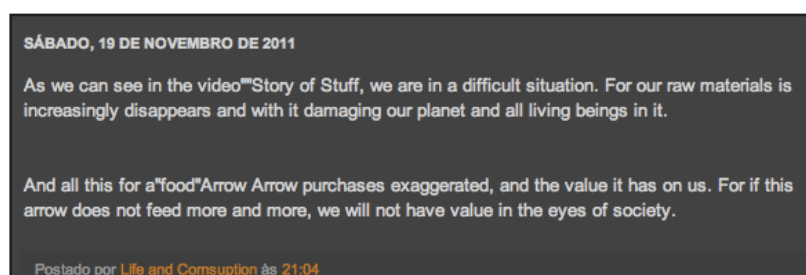 SÁBADO, 19 DE NOVEMBRO DE 2011
As we can see in the video""Story of Stuff, we are in a difficult situation. For our raw materials is
increasingly disappears and with it damaging our planet and all living beings in it.
And all this for a"food"Arrow Arrow purchases exaggerated, and the value it has on us. For if this
arrow does not feed more and more, we will not have value in the eyes of society.
Postado por Life and Comsuption às 21:04